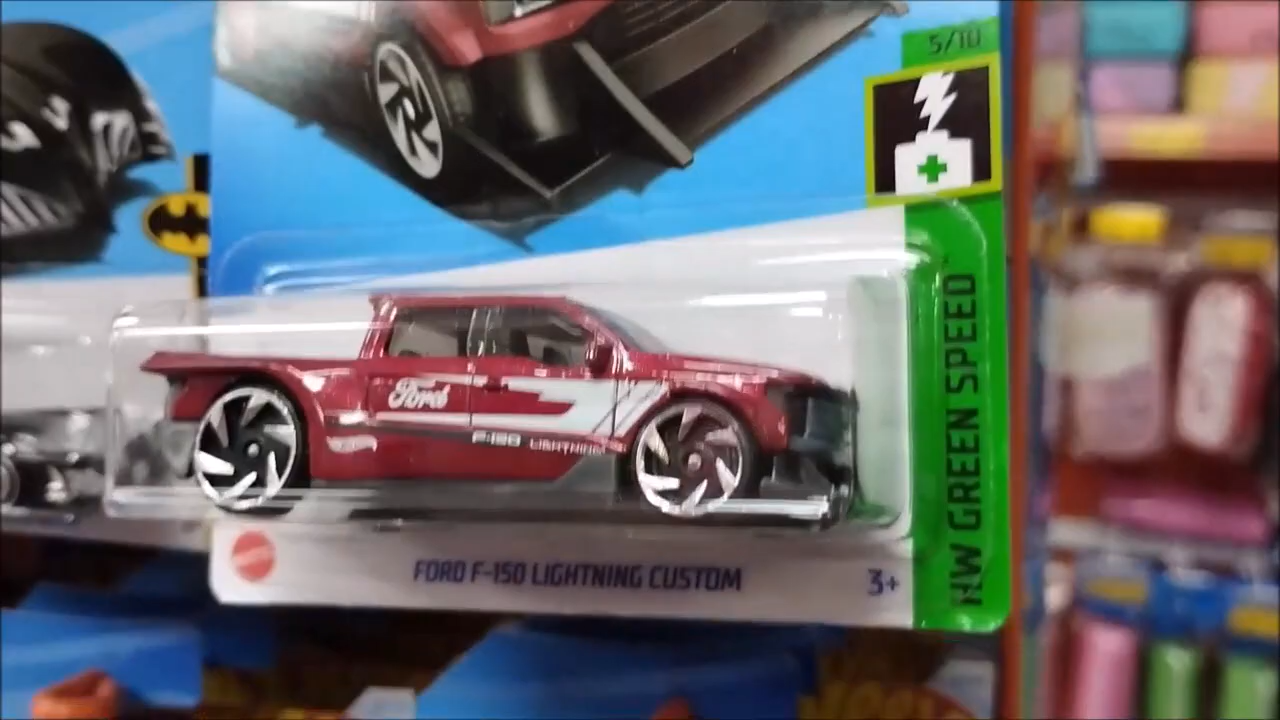 5/10
HW GREEN SPEED
Ford
F-150 LIGHTNING
FORD F-150 LIGHTNING CUSTOM
3+